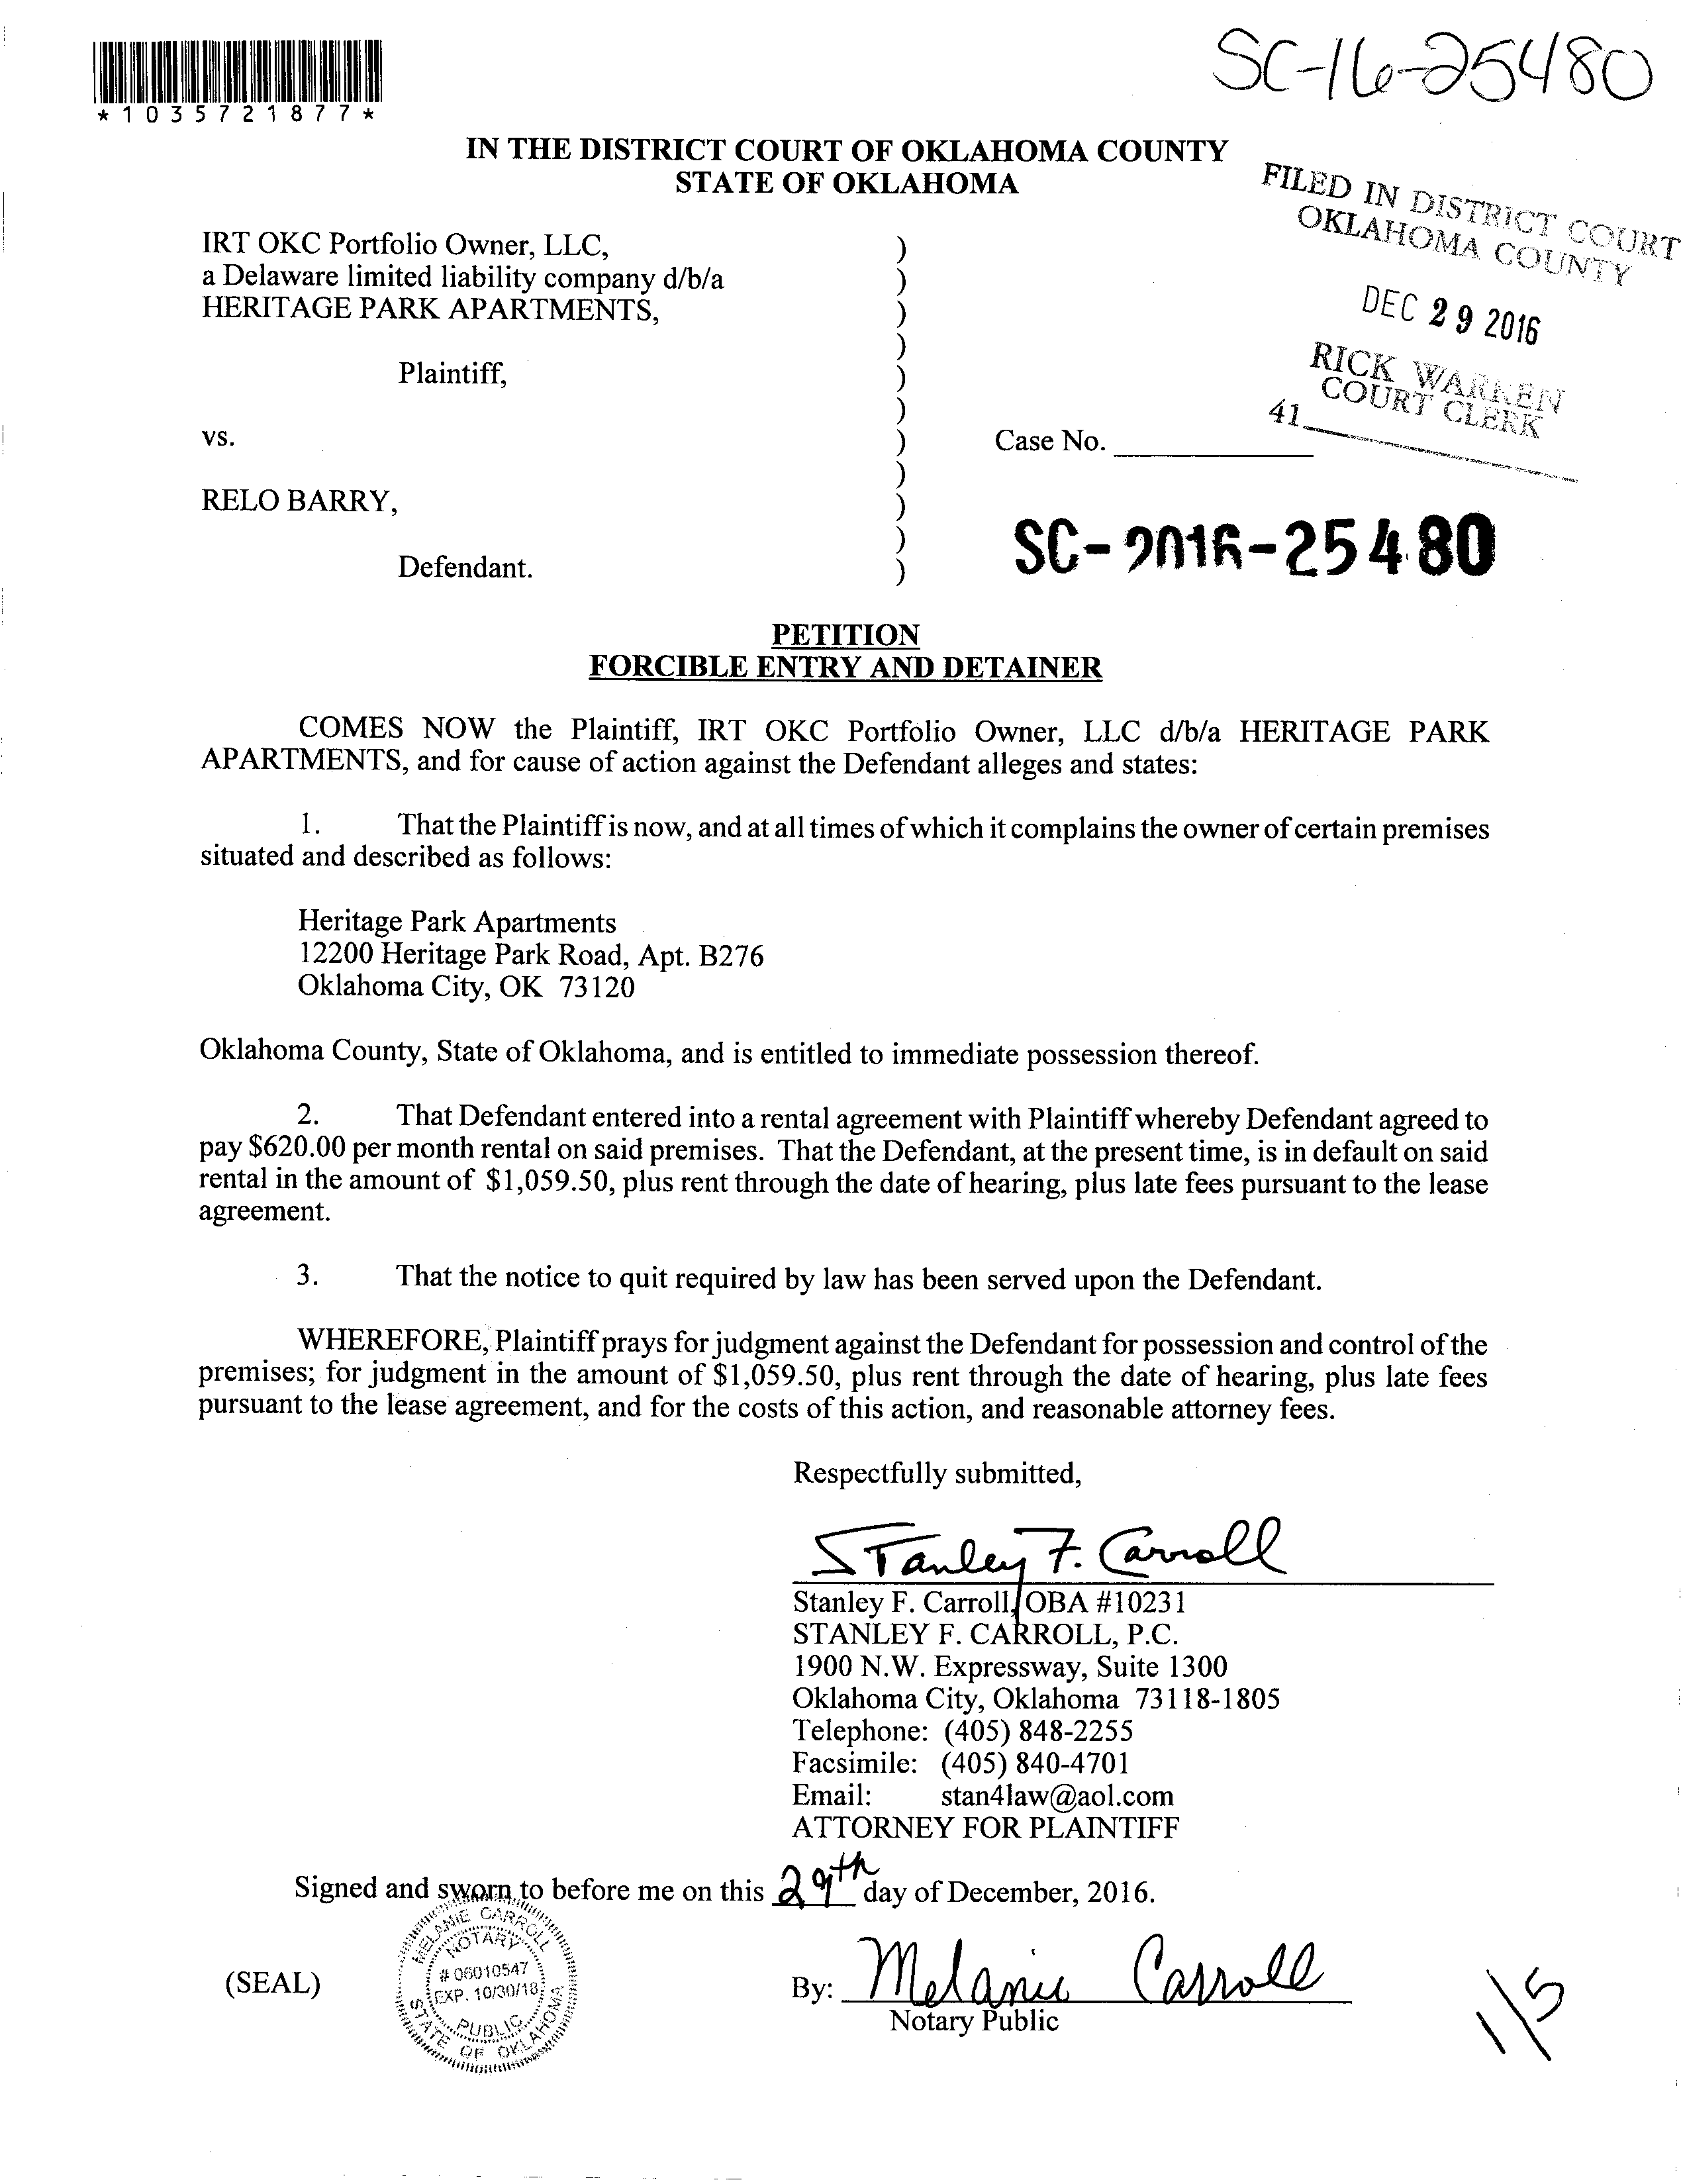 SC-16-25480
*1035721877*
IN THE DISTRICT COURT OF OKLAHOMA COUNTY
STATE OF OKLAHOMA
FILED IN DISTRICT COURT
OKLAHOMA COUNTY
DEC 29 2016
RICK WARREN
COURT CLERK
41
IRT OKC Portfolio Owner, LLC, )
a Delaware limited liability company d/b/a )
HERITAGE PARK APARTMENTS, )
)
Plaintiff, )
)
vs. ) Case No.
)
RELO BARRY, )
)
Defendant. )
SC-2016-25480
PETITION
FORCIBLE ENTRY AND DETAINER
COMES NOW the Plaintiff, IRT OKC Portfolio Owner, LLC d/b/a HERITAGE PARK
APARTMENTS, and for cause of action against the Defendant alleges and states:
1. That the Plaintiff is now, and at all times of which it complains the owner of certain premises
situated and described as follows:
Heritage Park Apartments
12200 Heritage Park Road, Apt. B276
Oklahoma City, OK 73120
Oklahoma County, State of Oklahoma, and is entitled to immediate possession thereof.
2. That Defendant entered into a rental agreement with Plaintiff whereby Defendant agreed to
pay $620.00 per month rental on said premises. That the Defendant, at the present time, is in default on said
rental in the amount of $1,059.50, plus rent through the date of hearing, plus late fees pursuant to the lease
agreement.
3. That the notice to quit required by law has been served upon the Defendant.
WHEREFORE, Plaintiff prays for judgment against the Defendant for possession and control of the
premises; for judgment in the amount of $1,059.50, plus rent through the date of hearing, plus late fees
pursuant to the lease agreement, and for the costs of this action, and reasonable attorney fees.
Respectfully submitted,
Stanley F. Carroll
Stanley F. Carroll, OBA #10231
STANLEY F. CARROLL, P.C.
1900 N.W. Expressway, Suite 1300
Oklahoma City, Oklahoma 73118-1805
Telephone: (405) 848-2255
Facsimile: (405) 840-4701
Email: stan4law@aol.com
ATTORNEY FOR PLAINTIFF
Signed and sworn to before me on this 29th day of December, 2016.
MELANIE CARROLL
NOTARY
# 06010547
EXP. 10/30/18
PUBLIC
STATE OF OKLAHOMA
(SEAL)
By: Melanie Carroll
Notary Public
1/5